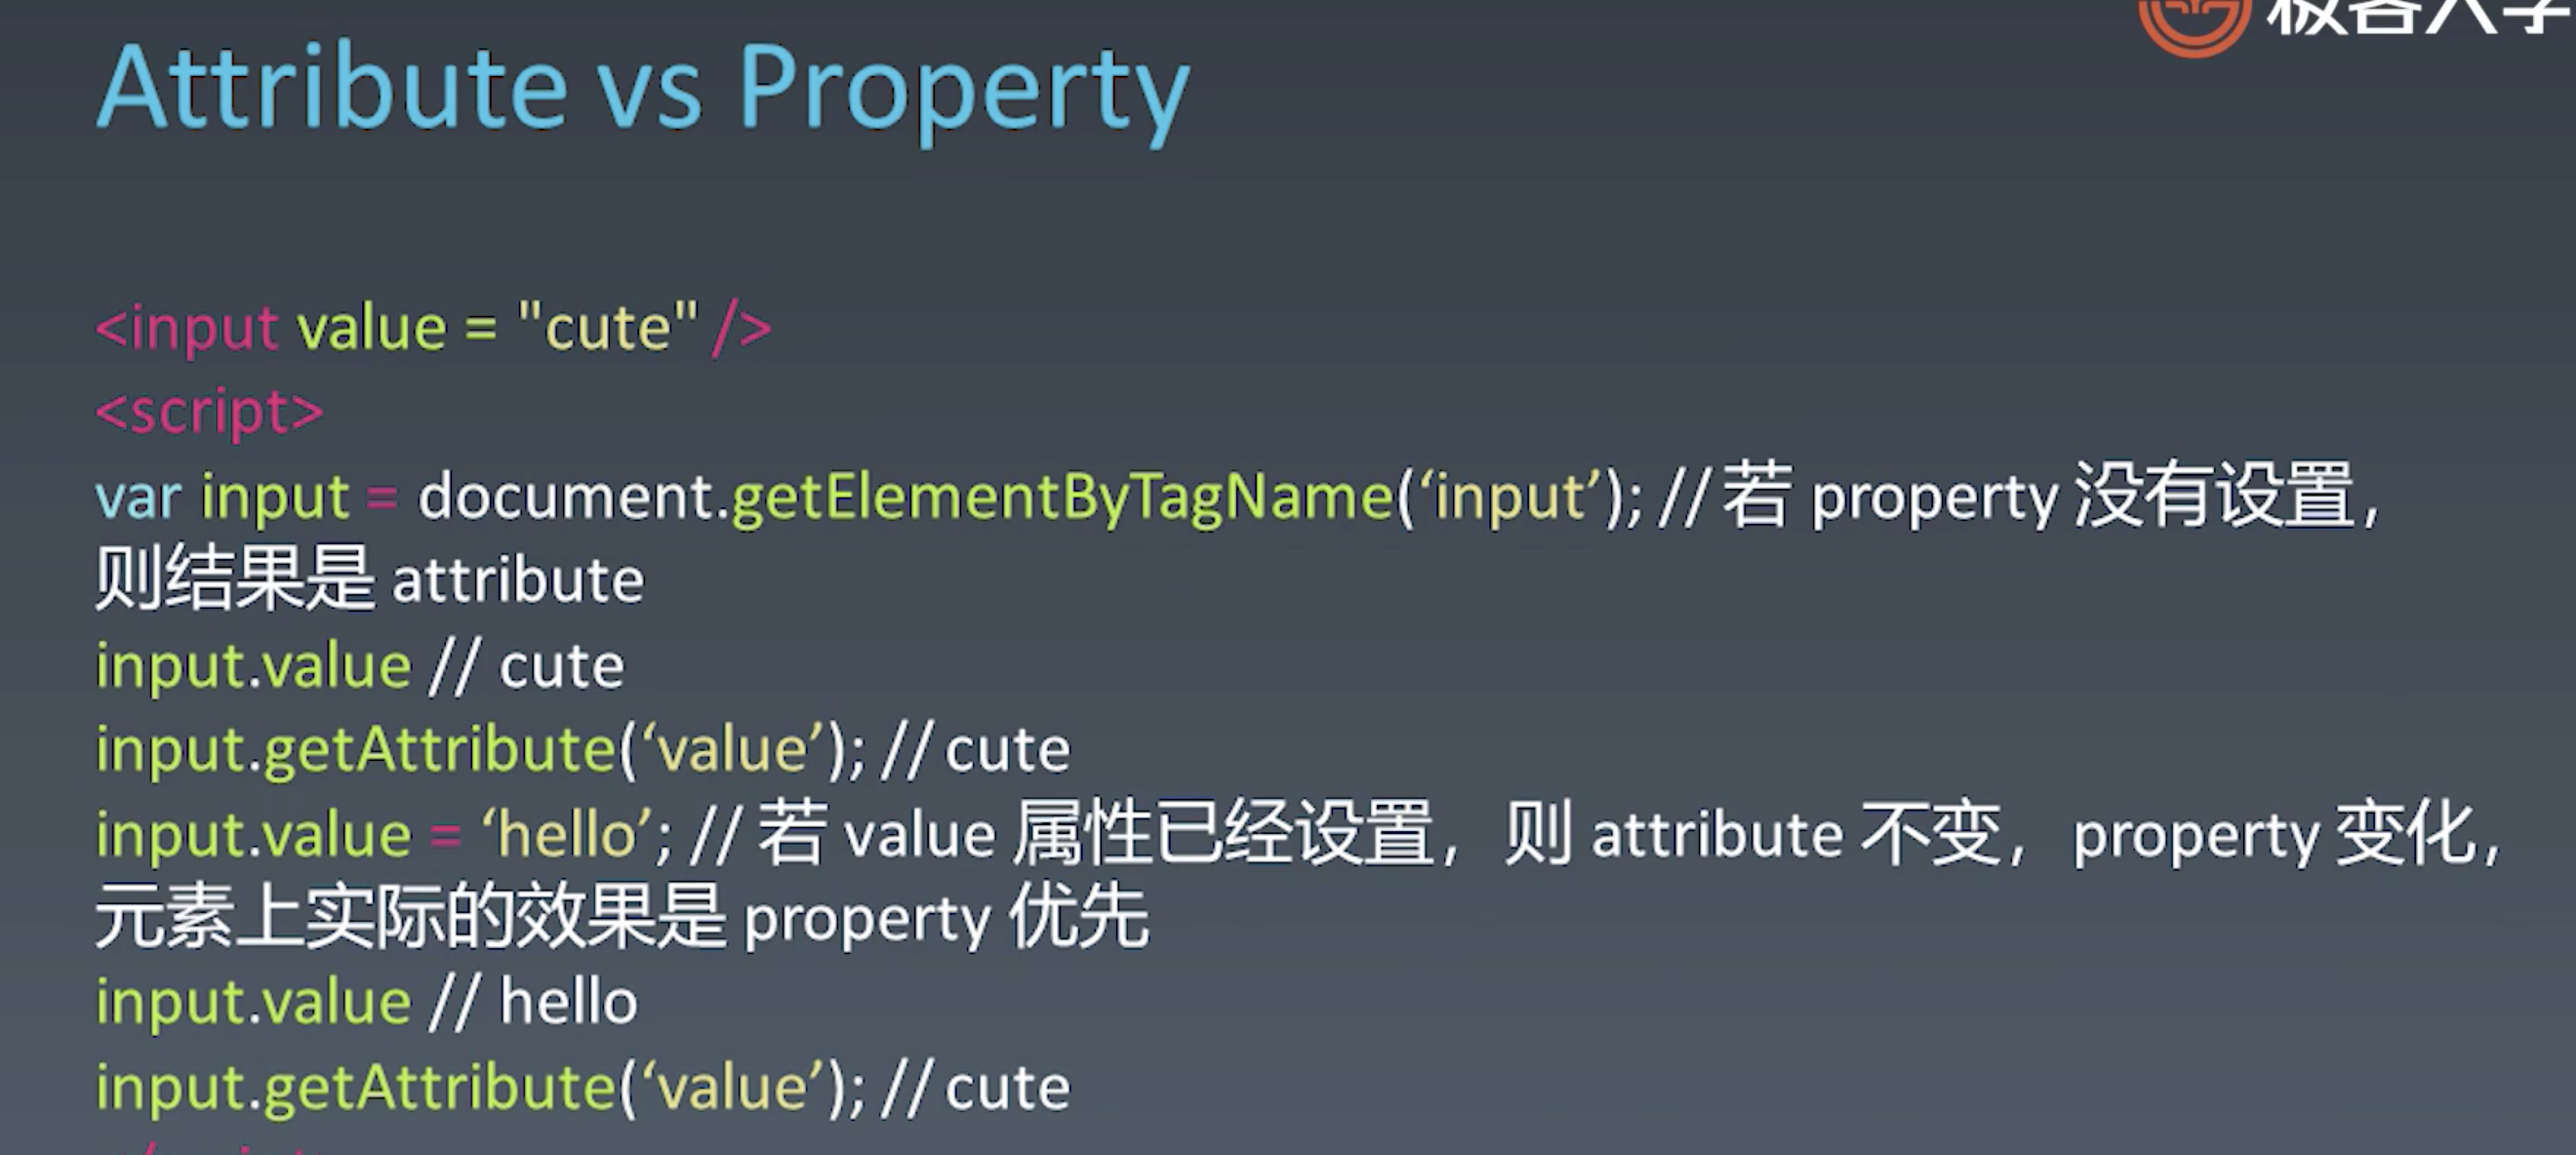 极客大学
Attribute vs Property
<input value = "cute" />
<script>
var input = document.getElementByTagName(‘input’); // 若 property 没有设置，
则结果是 attribute
input.value // cute
input.getAttribute(‘value’); // cute
input.value = ‘hello’; // 若 value 属性已经设置，则 attribute 不变，property 变化，
元素上实际的效果是 property 优先
input.value // hello
input.getAttribute(‘value’); // cute